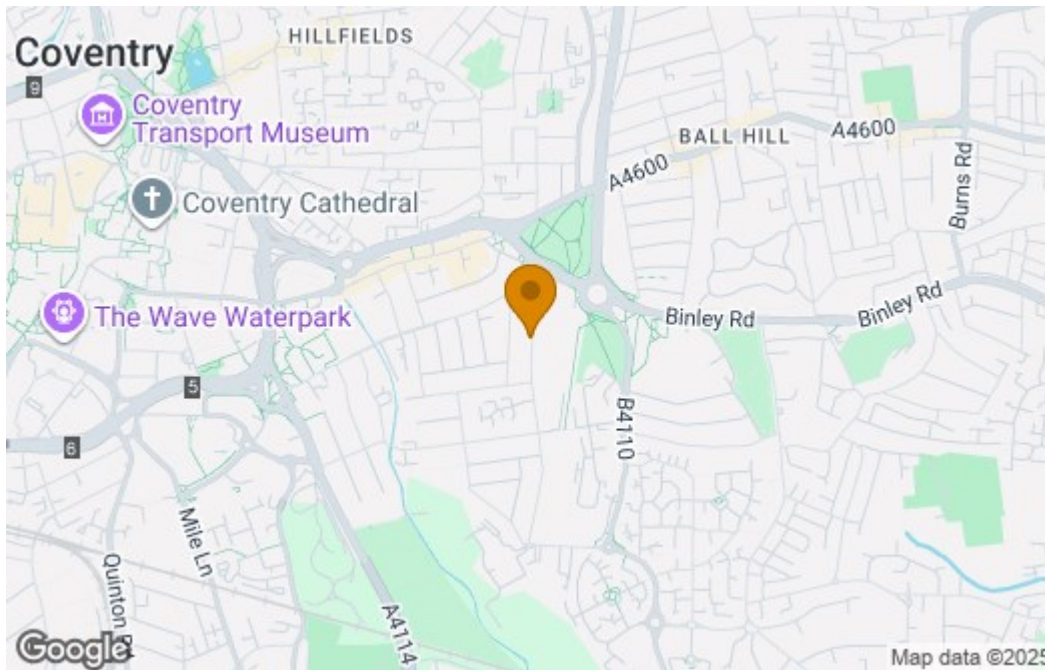 Coventry
HILLFIELDS
9
Coventry
Transport Museum
BALL HILL
A4600
A4600
Burns Rd
Coventry Cathedral
The Wave Waterpark
Binley Rd
Binley Rd
5
B4110
6
Mile Ln
Quinton
A4114
Google
Map data ©2025